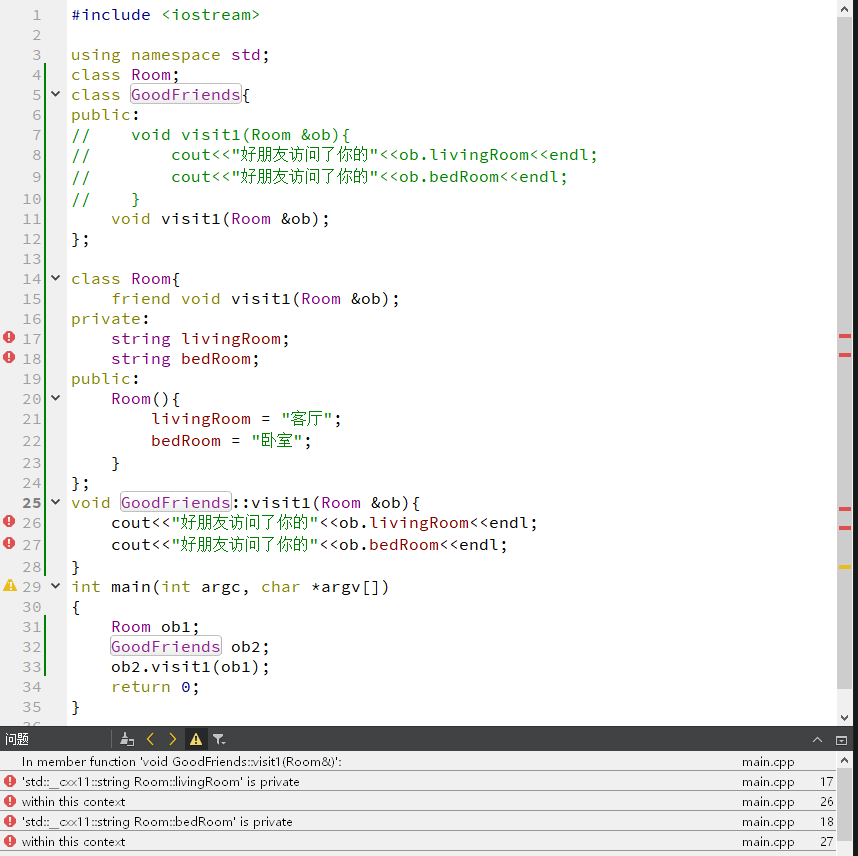 1 #include <iostream>
2
3 using namespace std;
4 class Room;
5 class GoodFriends{
6 public:
7 //    void visit1(Room &ob){
8 //        cout<<"好朋友访问了你的"<<ob.livingRoom<<endl;
9 //        cout<<"好朋友访问了你的"<<ob.bedRoom<<endl;
10 //    }
11     void visit1(Room &ob);
12 };
13
14 class Room{
15     friend void visit1(Room &ob);
16 private:
17     string livingRoom;
18     string bedRoom;
19 public:
20     Room(){
21         livingRoom = "客厅";
22         bedRoom = "卧室";
23     }
24 };
25 void GoodFriends::visit1(Room &ob){
26     cout<<"好朋友访问了你的"<<ob.livingRoom<<endl;
27     cout<<"好朋友访问了你的"<<ob.bedRoom<<endl;
28 }
29 int main(int argc, char *argv[])
30 {
31     Room ob1;
32     GoodFriends ob2;
33     ob2.visit1(ob1);
34     return 0;
35 }
36
问题
In member function 'void GoodFriends::visit1(Room&)': main.cpp
'std::__cxx11::string Room::livingRoom' is private main.cpp 17
within this context main.cpp 26
'std::__cxx11::string Room::bedRoom' is private main.cpp 18
within this context main.cpp 27